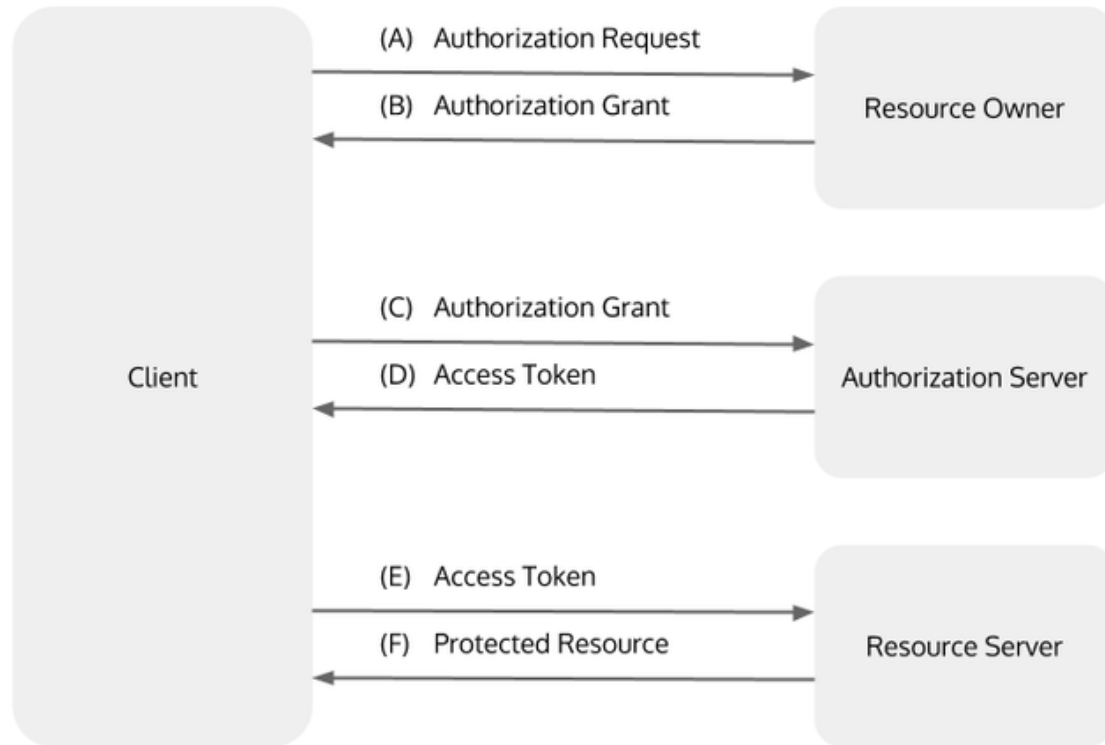 (A) Authorization Request
(B) Authorization Grant
Resource Owner
(C) Authorization Grant
Client
(D) Access Token
Authorization Server
(E) Access Token
(F) Protected Resource
Resource Server